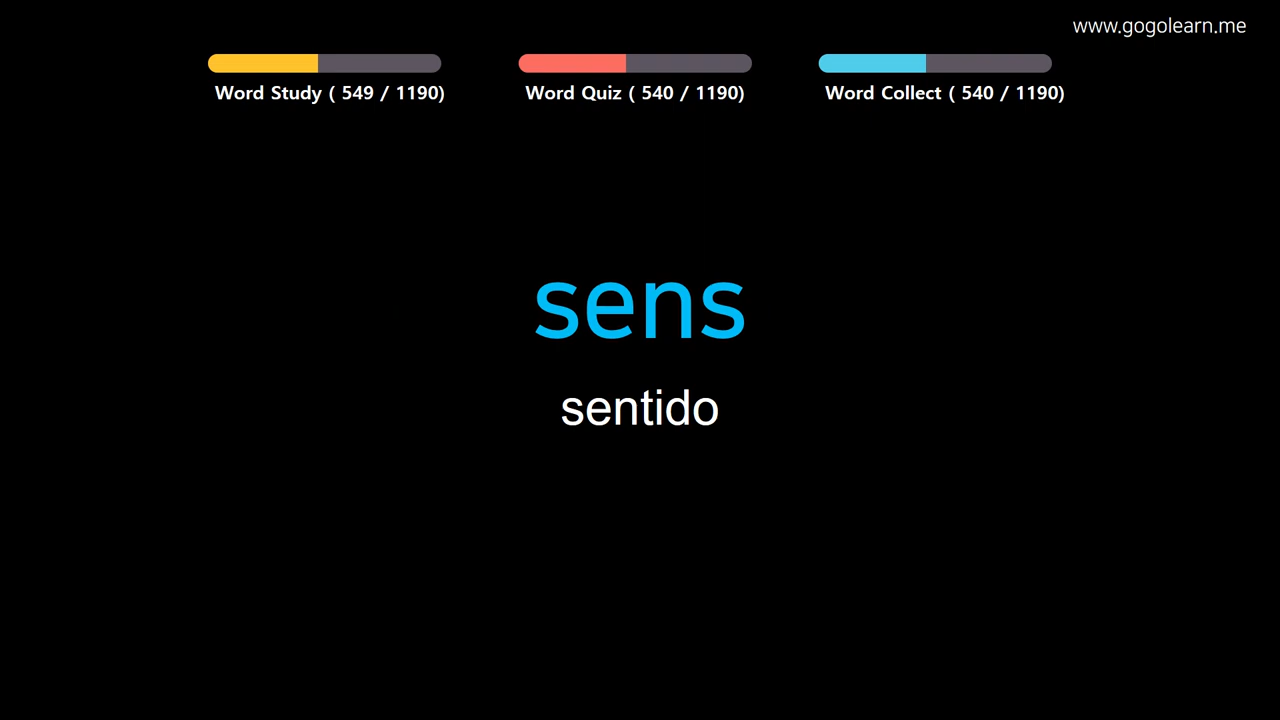 www.gogolearn.me
Word Study ( 549 / 1190)
Word Quiz ( 540 / 1190)
Word Collect ( 540 / 1190)
sens
sentido